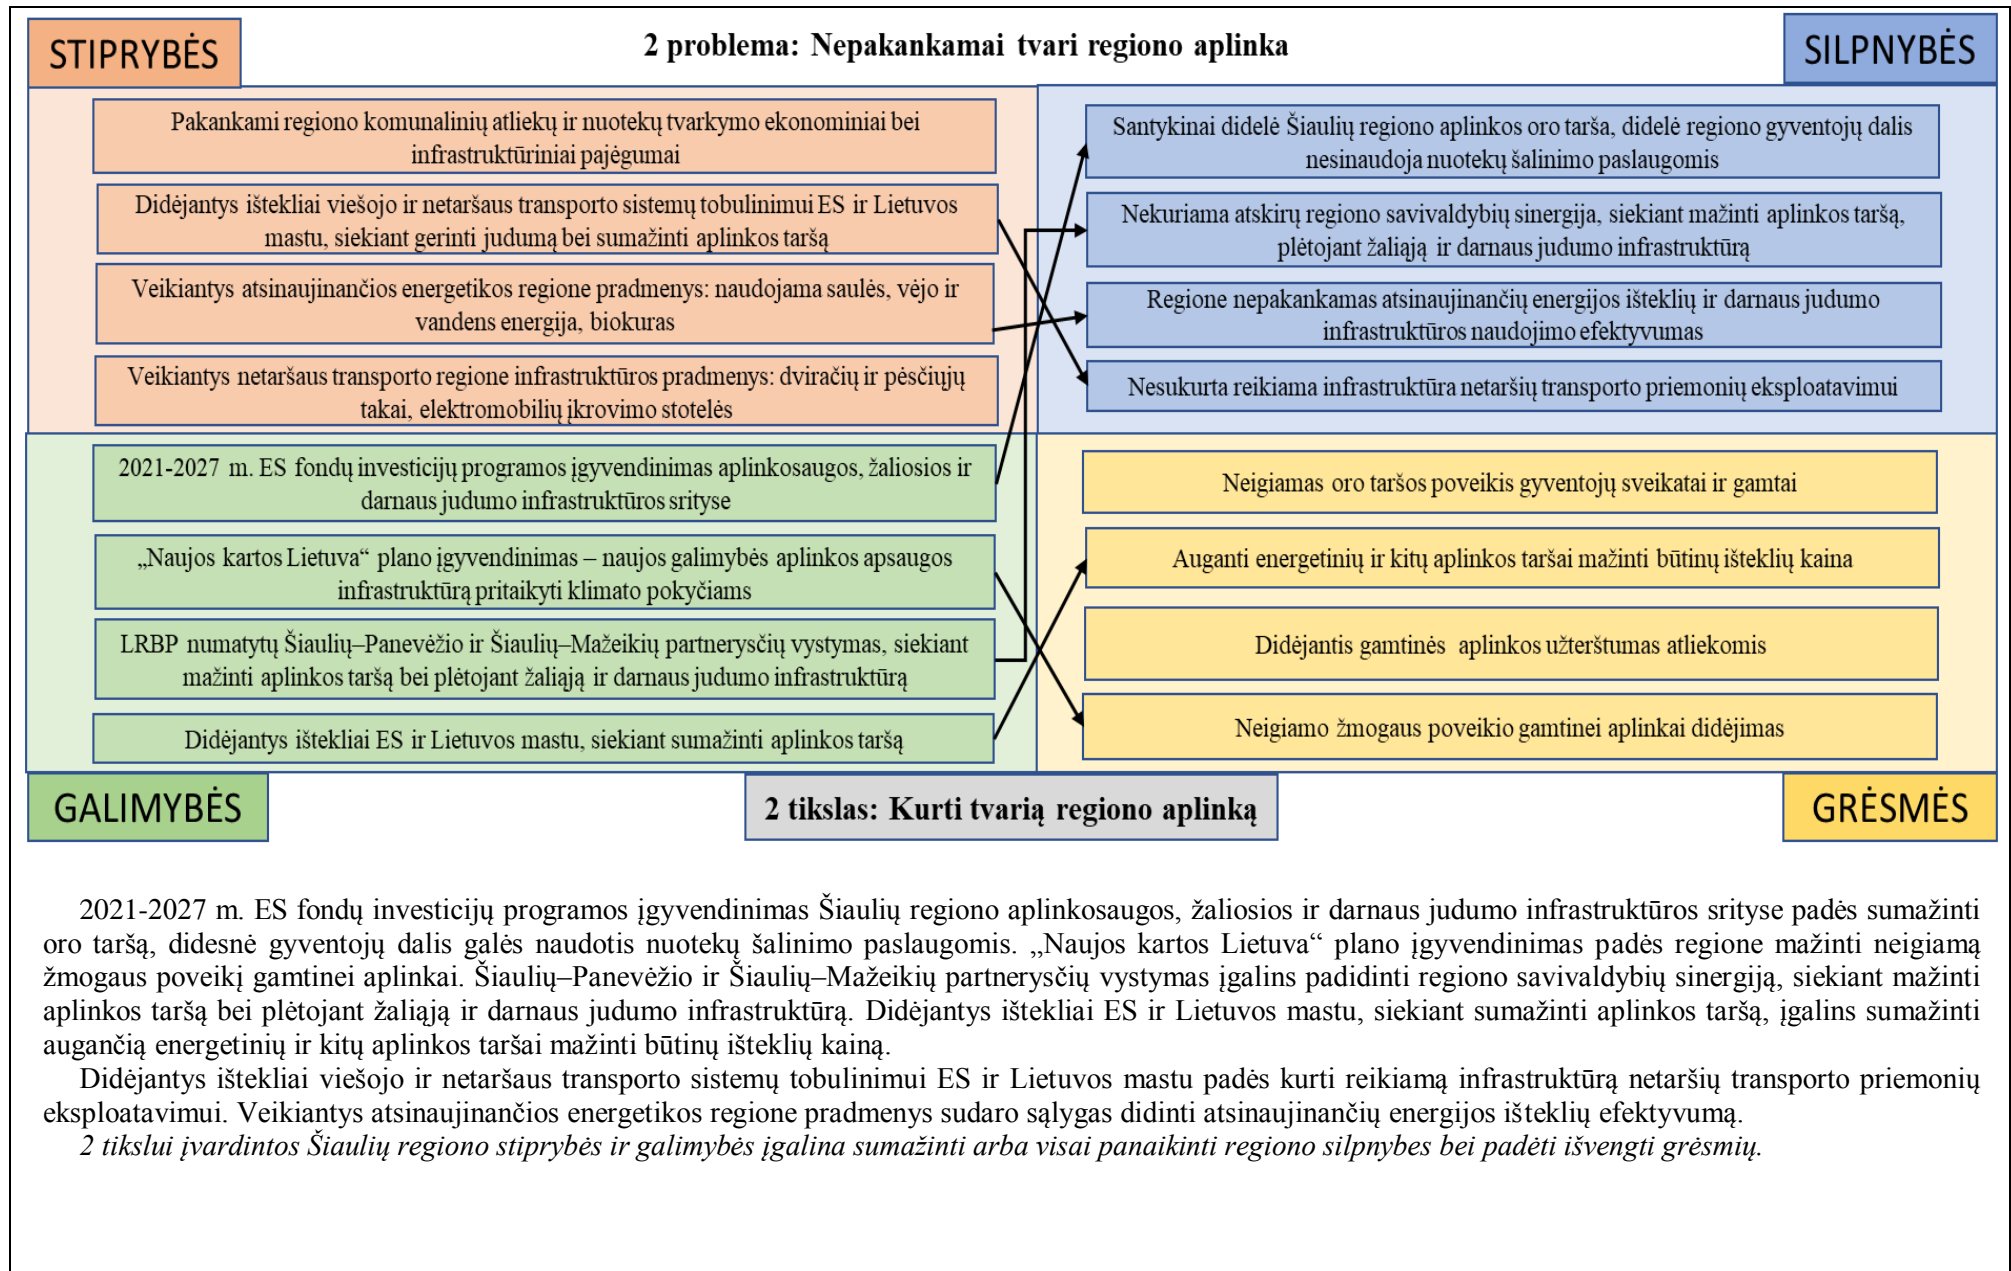 STIPRYBĖS
2 problema: Nepakankamai tvari regiono aplinka
SILPNYBĖS
Pakankami regiono komunalinių atliekų ir nuotekų tvarkymo ekonominiai bei
infrastruktūriniai pajėgumai
Didėjantys ištekliai viešojo ir netaršaus transporto sistemų tobulinimui ES ir Lietuvos
mastu, siekiant gerinti judumą bei sumažinti aplinkos taršą
Veikiantys atsinaujinančios energetikos regione pradmenys: naudojama saulės, vėjo ir
vandens energija, biokuras
Veikiantys netaršaus transporto regione infrastruktūros pradmenys: dviračių ir pėsčiųjų
takai, elektromobilių įkrovimo stotelės
Santykinai didelė Šiaulių regiono aplinkos oro tarša, didelė regiono gyventojų dalis
nesinaudoja nuotekų šalinimo paslaugomis
Nekuriama atskirų regiono savivaldybių sinergija, siekiant mažinti aplinkos taršą,
plėtojant žaliąją ir darnaus judumo infrastruktūrą
Regione nepakankamas atsinaujinančių energijos išteklių ir darnaus judumo
infrastruktūros naudojimo efektyvumas
Nesukurta reikiama infrastruktūra netaršių transporto priemonių eksploatavimui
2021-2027 m. ES fondų investicijų programos įgyvendinimas aplinkosaugos, žaliosios ir
darnaus judumo infrastruktūros srityse
„Naujos kartos Lietuva“ plano įgyvendinimas – naujos galimybės aplinkos apsaugos
infrastruktūrą pritaikyti klimato pokyčiams
LRBP numatytų Šiaulių–Panevėžio ir Šiaulių–Mažeikių partnerysčių vystymas, siekiant
mažinti aplinkos taršą bei plėtojant žaliąją ir darnaus judumo infrastruktūrą
Didėjantys ištekliai ES ir Lietuvos mastu, siekiant sumažinti aplinkos taršą
Neigiamas oro taršos poveikis gyventojų sveikatai ir gamtai
Auganti energetinių ir kitų aplinkos taršai mažinti būtinų išteklių kaina
Didėjantis gamtinės aplinkos užterštumas atliekomis
Neigiamo žmogaus poveikio gamtinei aplinkai didėjimas
GALIMYBĖS
2 tikslas: Kurti tvarią regiono aplinką
GRĖSMĖS
2021-2027 m. ES fondų investicijų programos įgyvendinimas Šiaulių regiono aplinkosaugos, žaliosios ir darnaus judumo infrastruktūros srityse padės sumažinti
oro taršą, didesnė gyventojų dalis galės naudotis nuotekų šalinimo paslaugomis. „Naujos kartos Lietuva“ plano įgyvendinimas padės regione mažinti neigiamą
žmogaus poveikį gamtinei aplinkai. Šiaulių–Panevėžio ir Šiaulių–Mažeikių partnerysčių vystymas įgalins padidinti regiono savivaldybių sinergiją, siekiant mažinti
aplinkos taršą bei plėtojant žaliąją ir darnaus judumo infrastruktūrą. Didėjantys ištekliai ES ir Lietuvos mastu, siekiant sumažinti aplinkos taršą, įgalins sumažinti
augančią energetinių ir kitų aplinkos taršai mažinti būtinų išteklių kainą.
Didėjantys ištekliai viešojo ir netaršaus transporto sistemų tobulinimui ES ir Lietuvos mastu padės kurti reikiamą infrastruktūrą netaršių transporto priemonių
eksploatavimui. Veikiantys atsinaujinančios energetikos regione pradmenys sudaro sąlygas didinti atsinaujinančių energijos išteklių efektyvumą.
2 tikslui įvardintos Šiaulių regiono stiprybės ir galimybės įgalina sumažinti arba visai panaikinti regiono silpnybes bei padėti išvengti grėsmių.